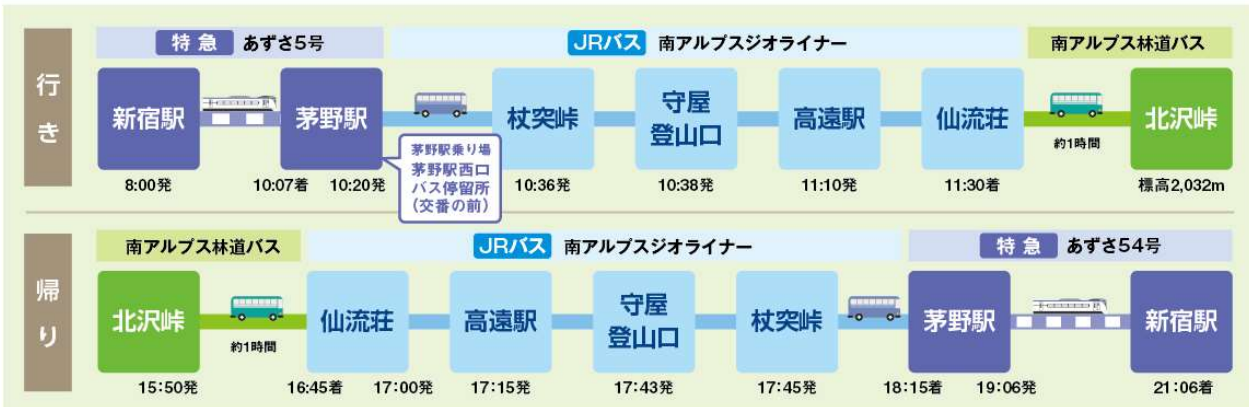 行き
特急 あずさ5号
JRバス 南アルプスジオライナー
南アルプス林道バス
新宿駅
茅野駅
杖突峠
守屋
登山口
高遠駅
仙流荘
北沢峠
約1時間
茅野駅乗り場
茅野駅西口
バス停留所
(交番の前)
8:00発
10:07着
10:20発
10:36発
10:38発
11:10発
11:30着
標高2,032m
帰り
南アルプス林道バス
JRバス 南アルプスジオライナー
特急 あずさ54号
北沢峠
約1時間
仙流荘
高遠駅
守屋
登山口
杖突峠
茅野駅
新宿駅
15:50発
16:45着
17:00発
17:15発
17:43発
17:45発
18:15着
19:06発
21:06着